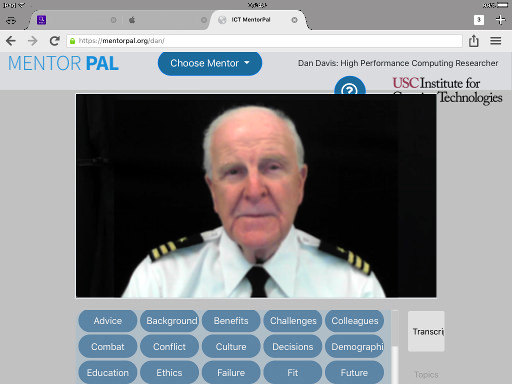 ICT MentorPal
3
https://mentorpal.org/dan/
MENTOR PAL
Choose Mentor
Dan Davis: High Performance Computing Researcher
?
USC Institute for
Technologies
Advice
Background
Benefits
Challenges
Colleagues
Combat
Conflict
Culture
Decisions
Demographi
Transcri
Education
Ethics
Failure
Fit
Future
Topics